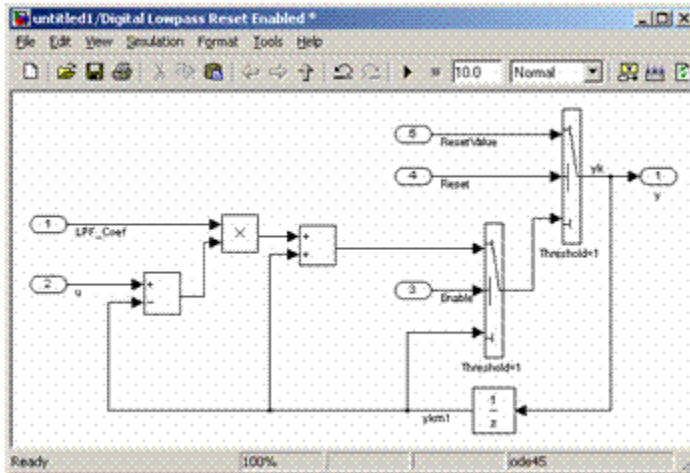 untitled1/Digital Lowpass Reset Enabled *
File Edit View Simulation Format Tools Help
10.0 Normal
5
ResetValue
4
Reset
yk
1
y
1
LPF_Coef
×
+
+
Threshold=1
2
u
+
−
3
Enable
Threshold=1
ykm1
1
z
Ready 100% ode45